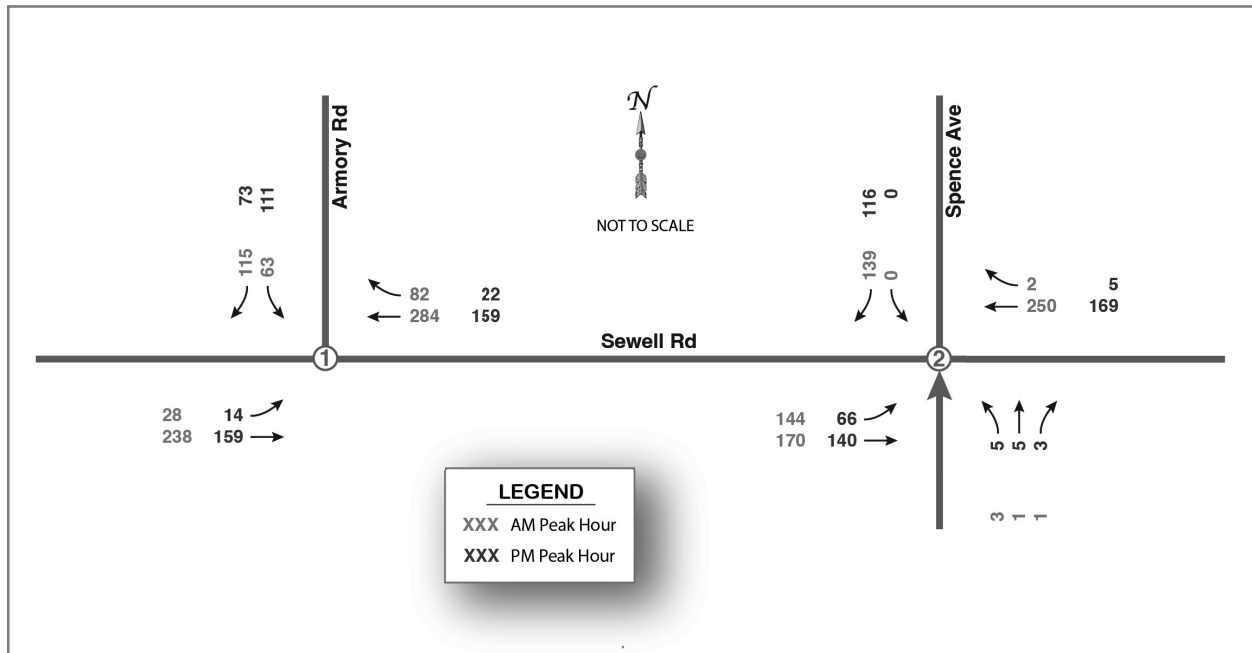 N
NOT TO SCALE
Armory Rd
73
111
115
63
82 22
284 159
Sewell Rd
1
28 14
238 159
Spence Ave
116
0
139
0
2 5
250 169
2
144 66
170 140
5 5 3
3 1 1
LEGEND
XXX AM Peak Hour
XXX PM Peak Hour